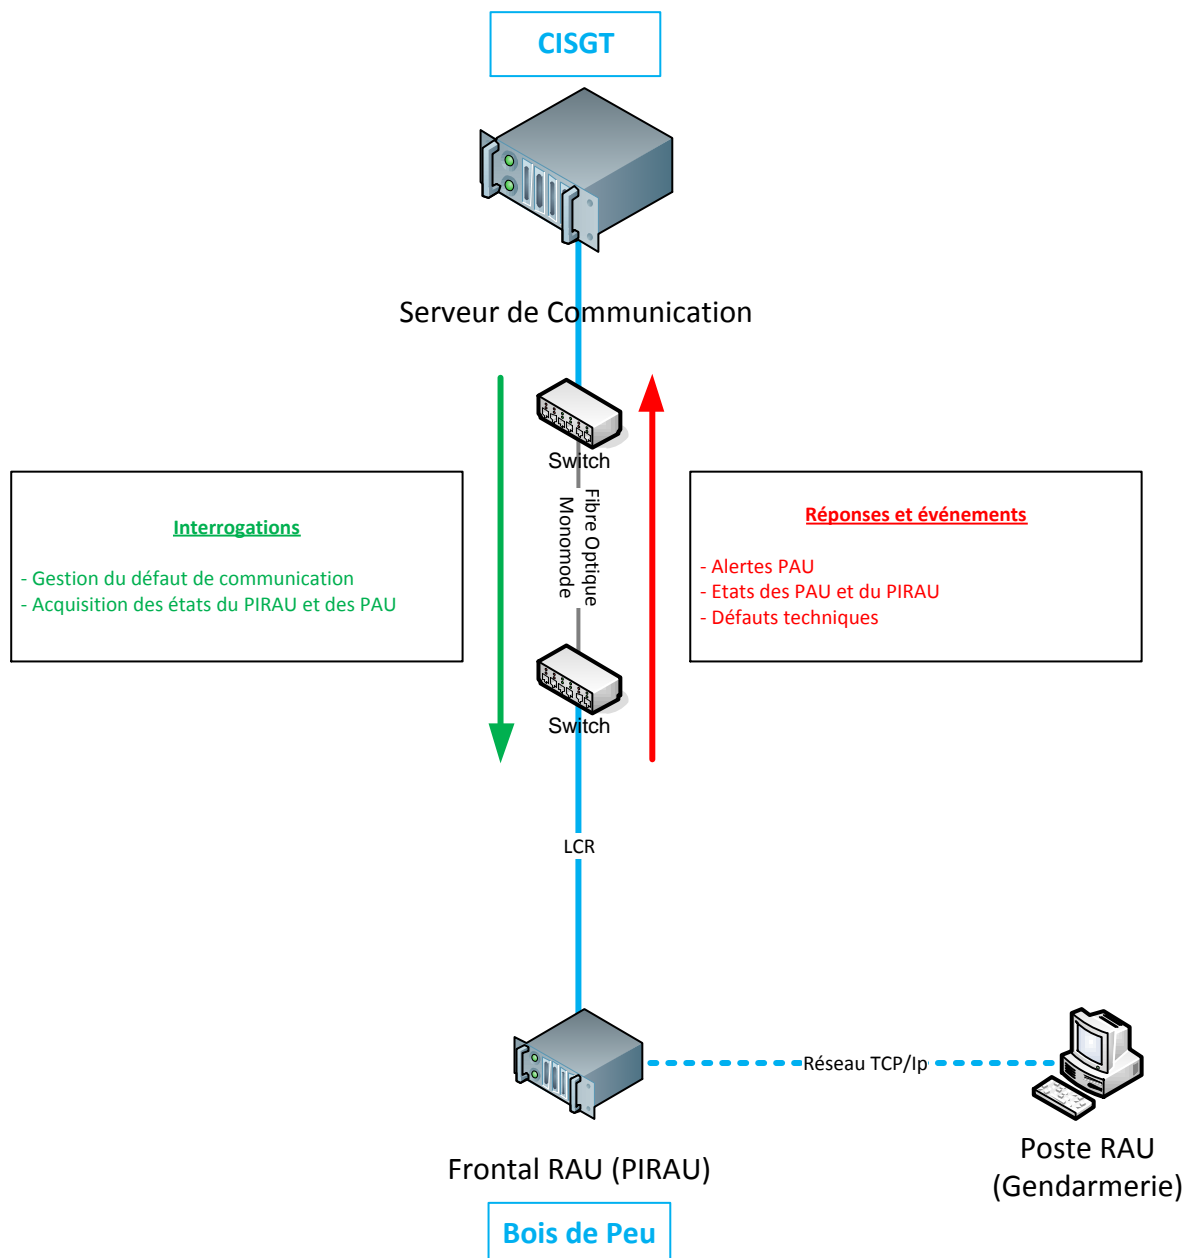 CISGT
Serveur de Communication
Switch
Fibre Optique
Monomode
Interrogations
- Gestion du défaut de communication
- Acquisition des états du PIRAU et des PAU
Réponses et événements
- Alertes PAU
- Etats des PAU et du PIRAU
- Défauts techniques
Switch
LCR
Réseau TCP/Ip
Frontal RAU (PIRAU)
Poste RAU
(Gendarmerie)
Bois de Peu